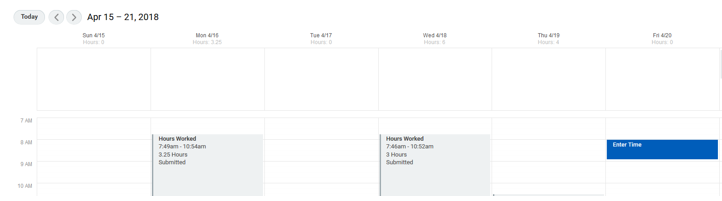 Today < > Apr 15 – 21, 2018
Sun 4/15 Mon 4/16 Tue 4/17 Wed 4/18 Thu 4/19 Fri 4/20
Hours: 0 Hours: 3.25 Hours: 0 Hours: 3 Hours: 4 Hours: 0
7 AM
8 AM
9 AM
10 AM
Hours Worked
7:49am - 10:54am
3.25 Hours
Submitted
Hours Worked
7:46am - 10:52am
3 Hours
Submitted
Enter Time